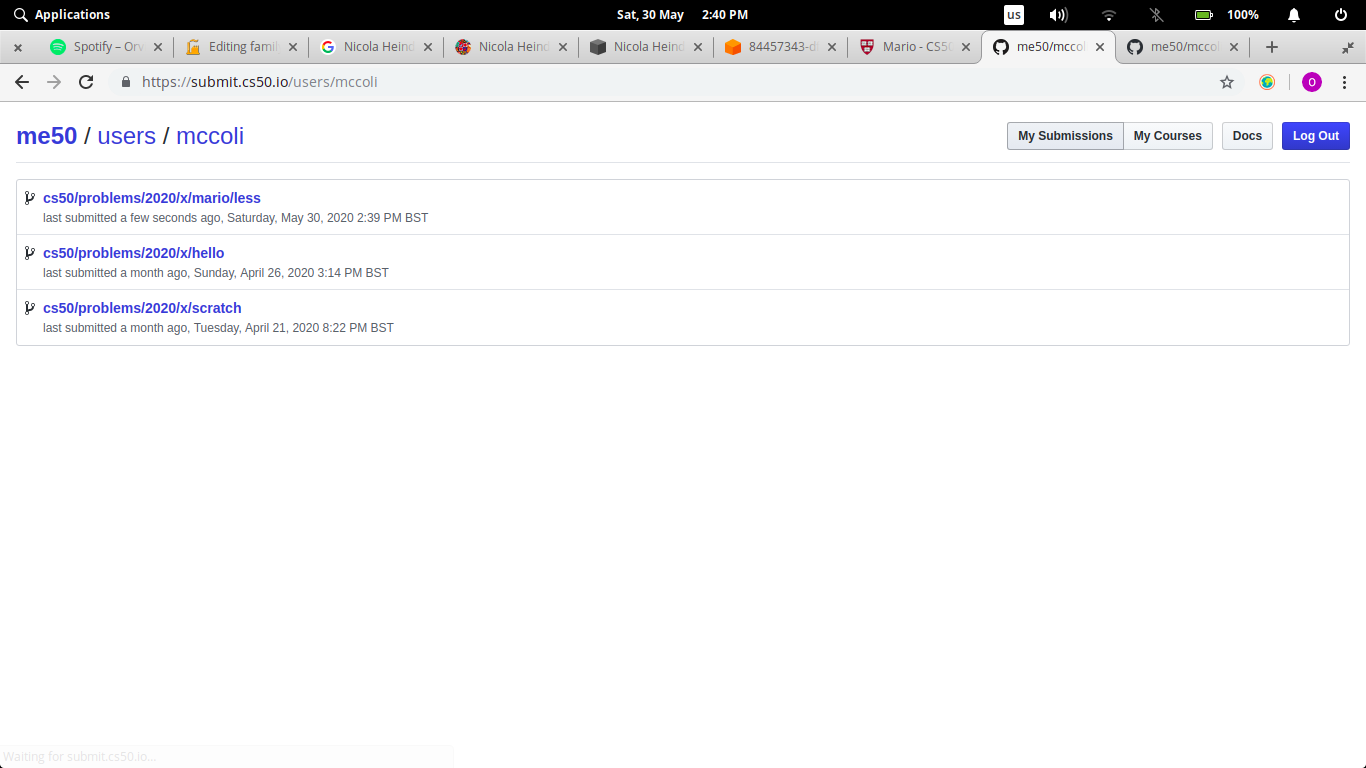 Applications Sat, 30 May 2:40 PM us 100%
Spotify – Orv Editing famil Nicola Heind Nicola Heind Nicola Heind 84457343-d Mario - CS50 me50/mccol me50/mccol
https://submit.cs50.io/users/mccoli O
me50 / users / mccoli My Submissions My Courses Docs Log Out
cs50/problems/2020/x/mario/less
last submitted a few seconds ago, Saturday, May 30, 2020 2:39 PM BST
cs50/problems/2020/x/hello
last submitted a month ago, Sunday, April 26, 2020 3:14 PM BST
cs50/problems/2020/x/scratch
last submitted a month ago, Tuesday, April 21, 2020 8:22 PM BST
Waiting for submit.cs50.io...